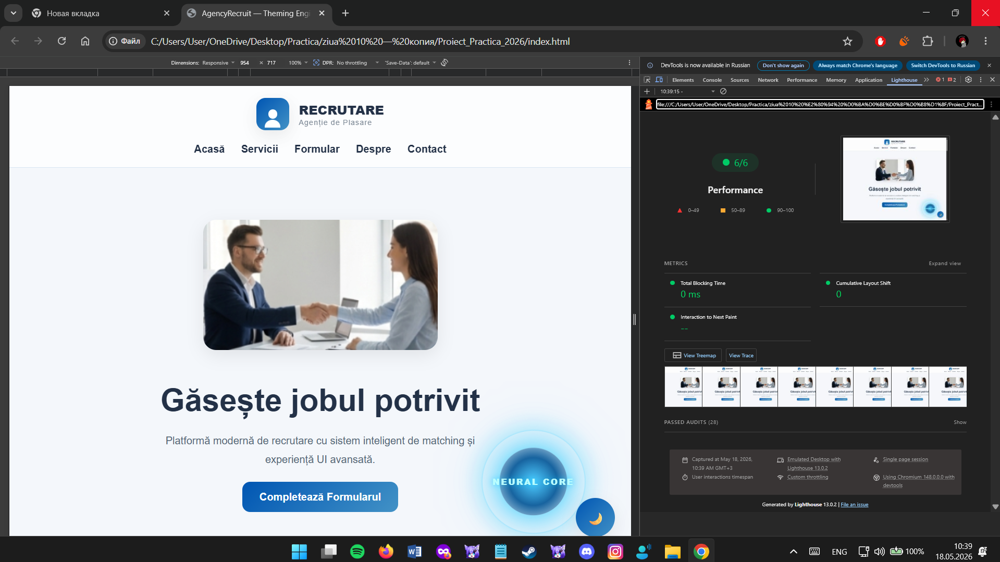 Новая вкладка
AgencyRecruit — Theming Engi
Файл
C:/Users/User/OneDrive/Desktop/Practica/ziua%2010%20—%20копия/Proiect_Practica_2026/index.html
Dimensions: Responsive 954 × 717 100% DPR: No throttling 'Save-Data': default
RECRUTARE
Agenție de Plasare
Acasă Servicii Formular Despre Contact
Găsește jobul potrivit
Platformă modernă de recrutare cu sistem inteligent de matching și
experiență UI avansată.
Completează Formularul
NEURAL CORE
DevTools is now available in Russian Don't show again Always match Chrome's language Switch DevTools to Russian
Elements Console Sources Network Performance Memory Application Lighthouse 1 2
10:39:15 -
file:///C:/Users/User/OneDrive/Desktop/Practica/ziua%2010%20%E2%80%94%20%D0%BA%D0%BE%D0%BF%D0%B8%D1%8F/Proiect_Pract...
6/6
Performance
0–49 50–89 90–100
METRICS Expand view
Total Blocking Time
0 ms
Cumulative Layout Shift
0
Interaction to Next Paint
--
View Treemap View Trace
PASSED AUDITS (28) Show
Captured at May 18, 2026,
10:39 AM GMT+3
Emulated Desktop with
Lighthouse 13.0.2
Single page session
User interactions timespan
Custom throttling
Using Chromium 148.0.0.0 with
devtools
Generated by Lighthouse 13.0.2 | File an issue
ENG
100%
10:39
18.05.2026